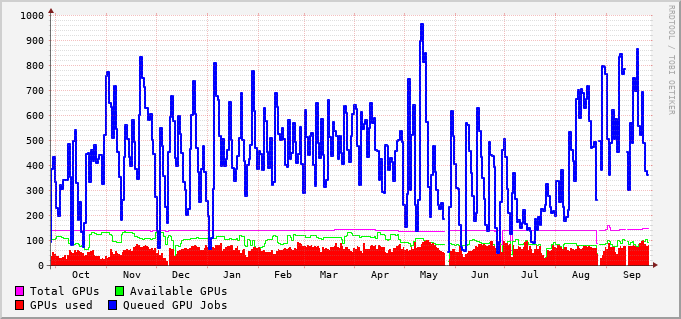 1000
900
800
700
600
500
400
300
200
100
0
Oct Nov Dec Jan Feb Mar Apr May Jun Jul Aug Sep
Total GPUs Available GPUs
GPUs used Queued GPU Jobs
RRDTOOL / TOBI OETIKER